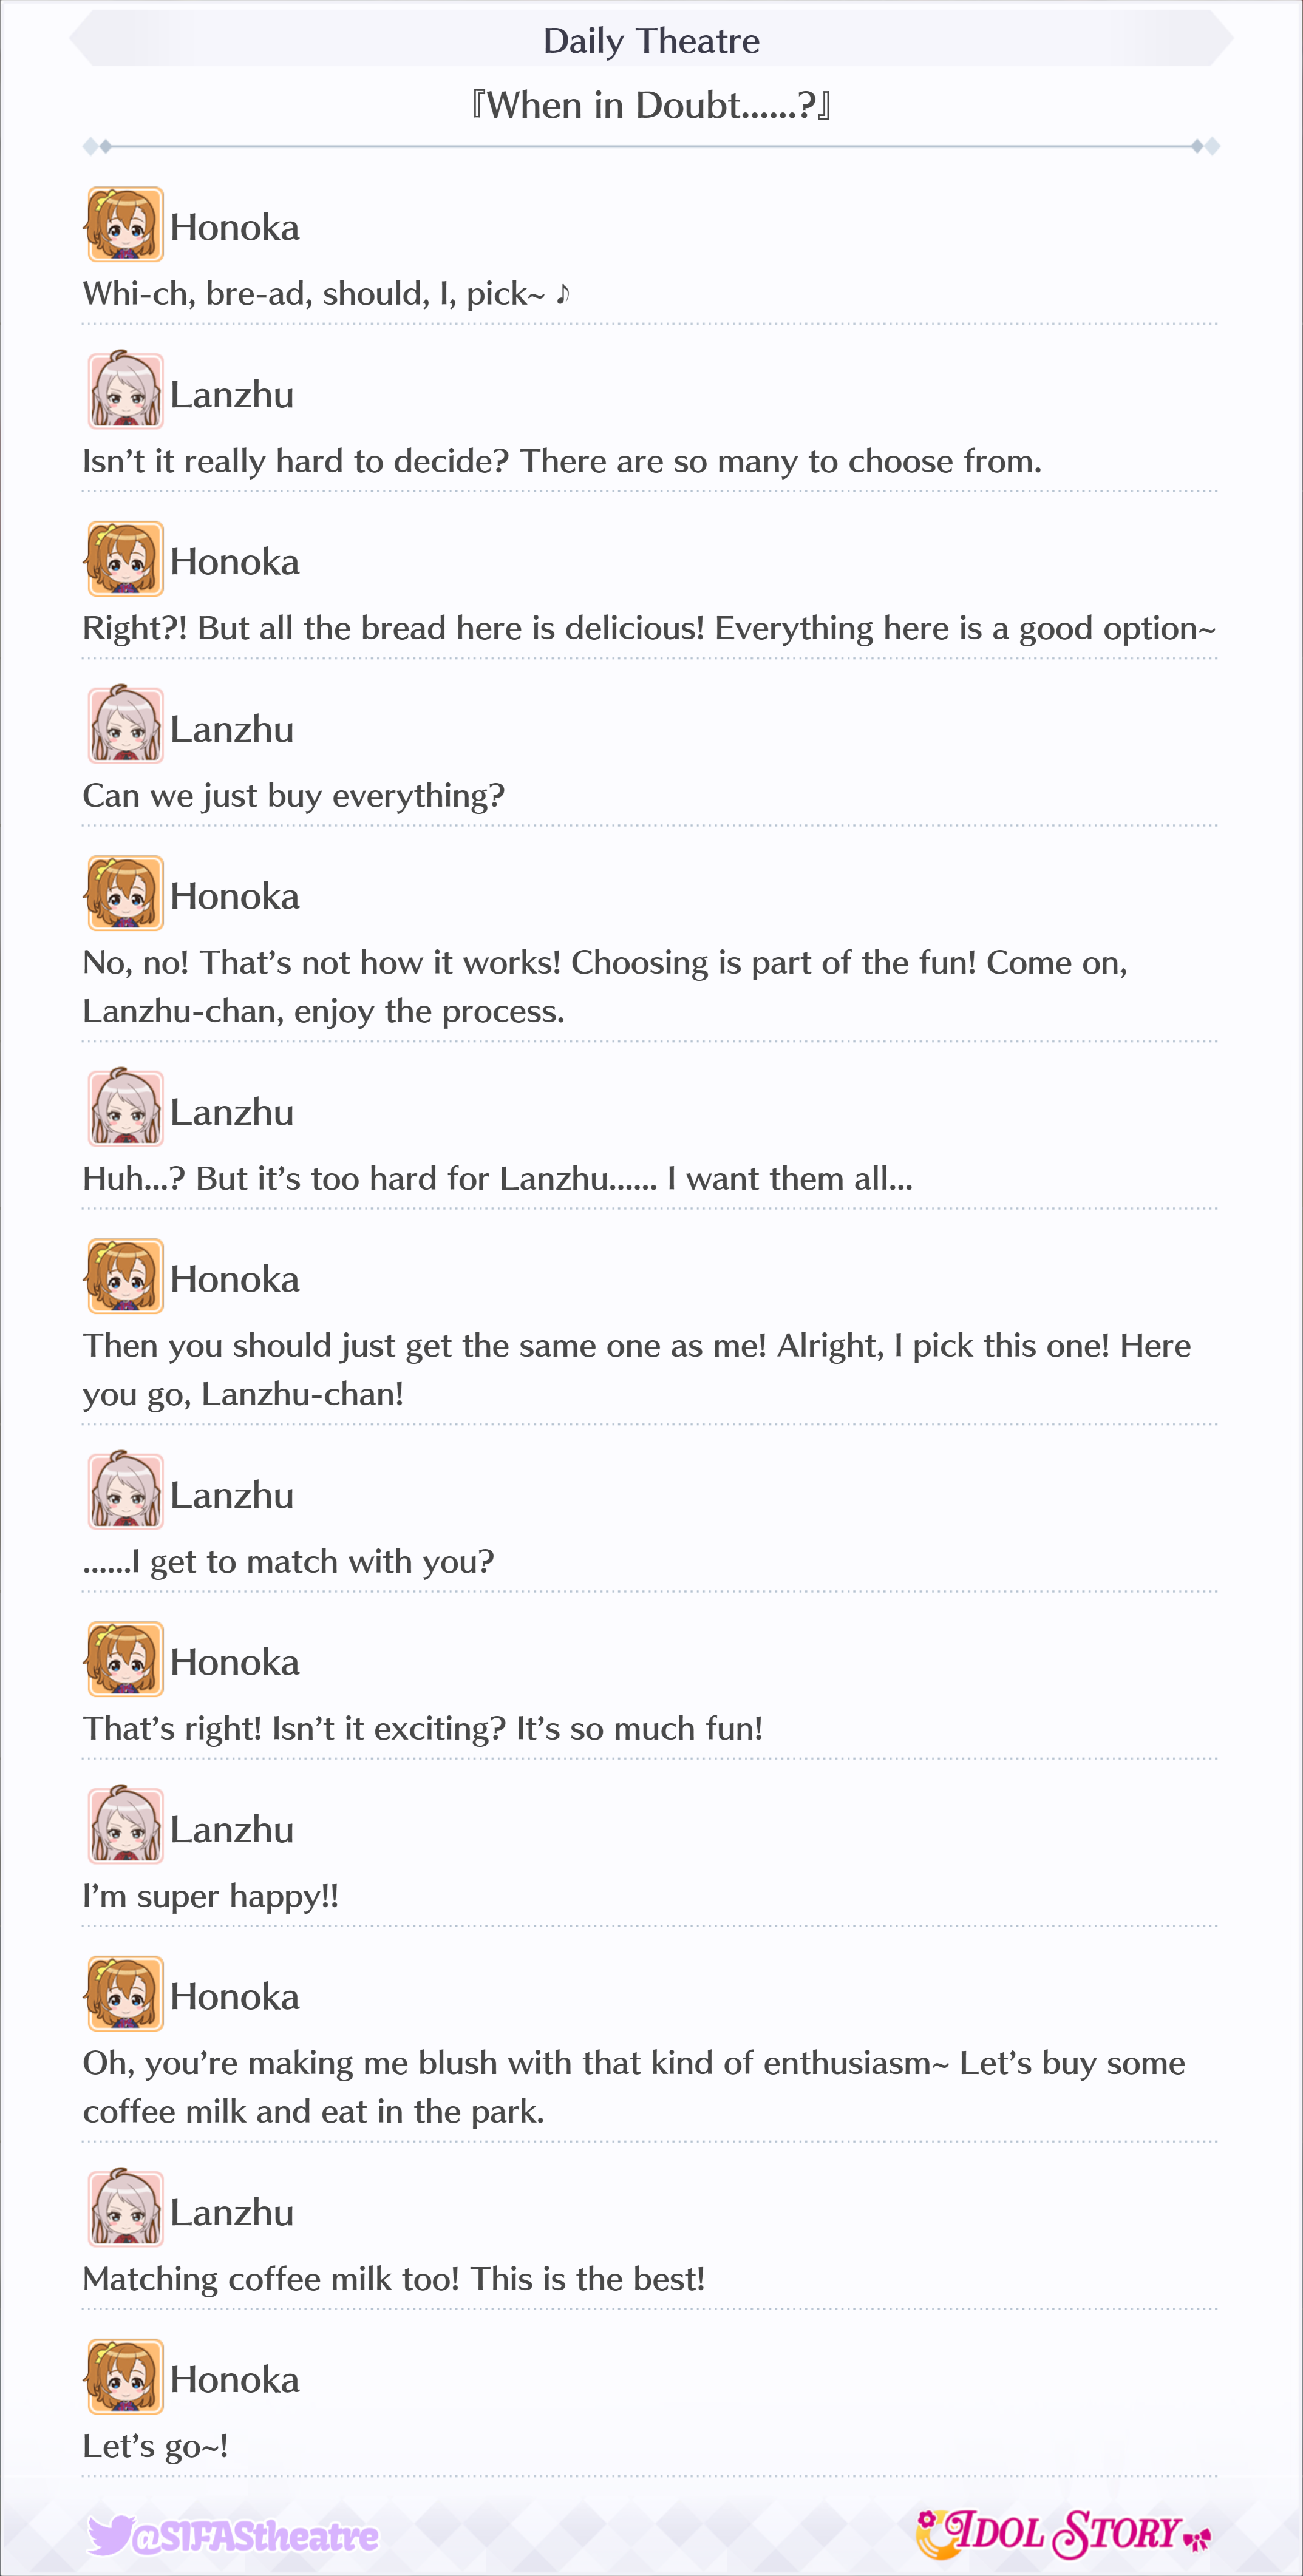 Daily Theatre
『When in Doubt......?』
Honoka
Whi-ch, bre-ad, should, I, pick~ ♪
Lanzhu
Isn’t it really hard to decide? There are so many to choose from.
Honoka
Right?! But all the bread here is delicious! Everything here is a good option~
Lanzhu
Can we just buy everything?
Honoka
No, no! That’s not how it works! Choosing is part of the fun! Come on,
Lanzhu-chan, enjoy the process.
Lanzhu
Huh...? But it’s too hard for Lanzhu...... I want them all...
Honoka
Then you should just get the same one as me! Alright, I pick this one! Here
you go, Lanzhu-chan!
Lanzhu
......I get to match with you?
Honoka
That’s right! Isn’t it exciting? It’s so much fun!
Lanzhu
I’m super happy!!
Honoka
Oh, you’re making me blush with that kind of enthusiasm~ Let’s buy some
coffee milk and eat in the park.
Lanzhu
Matching coffee milk too! This is the best!
Honoka
Let’s go~!
@SIFAStheatre
IDOL STORY